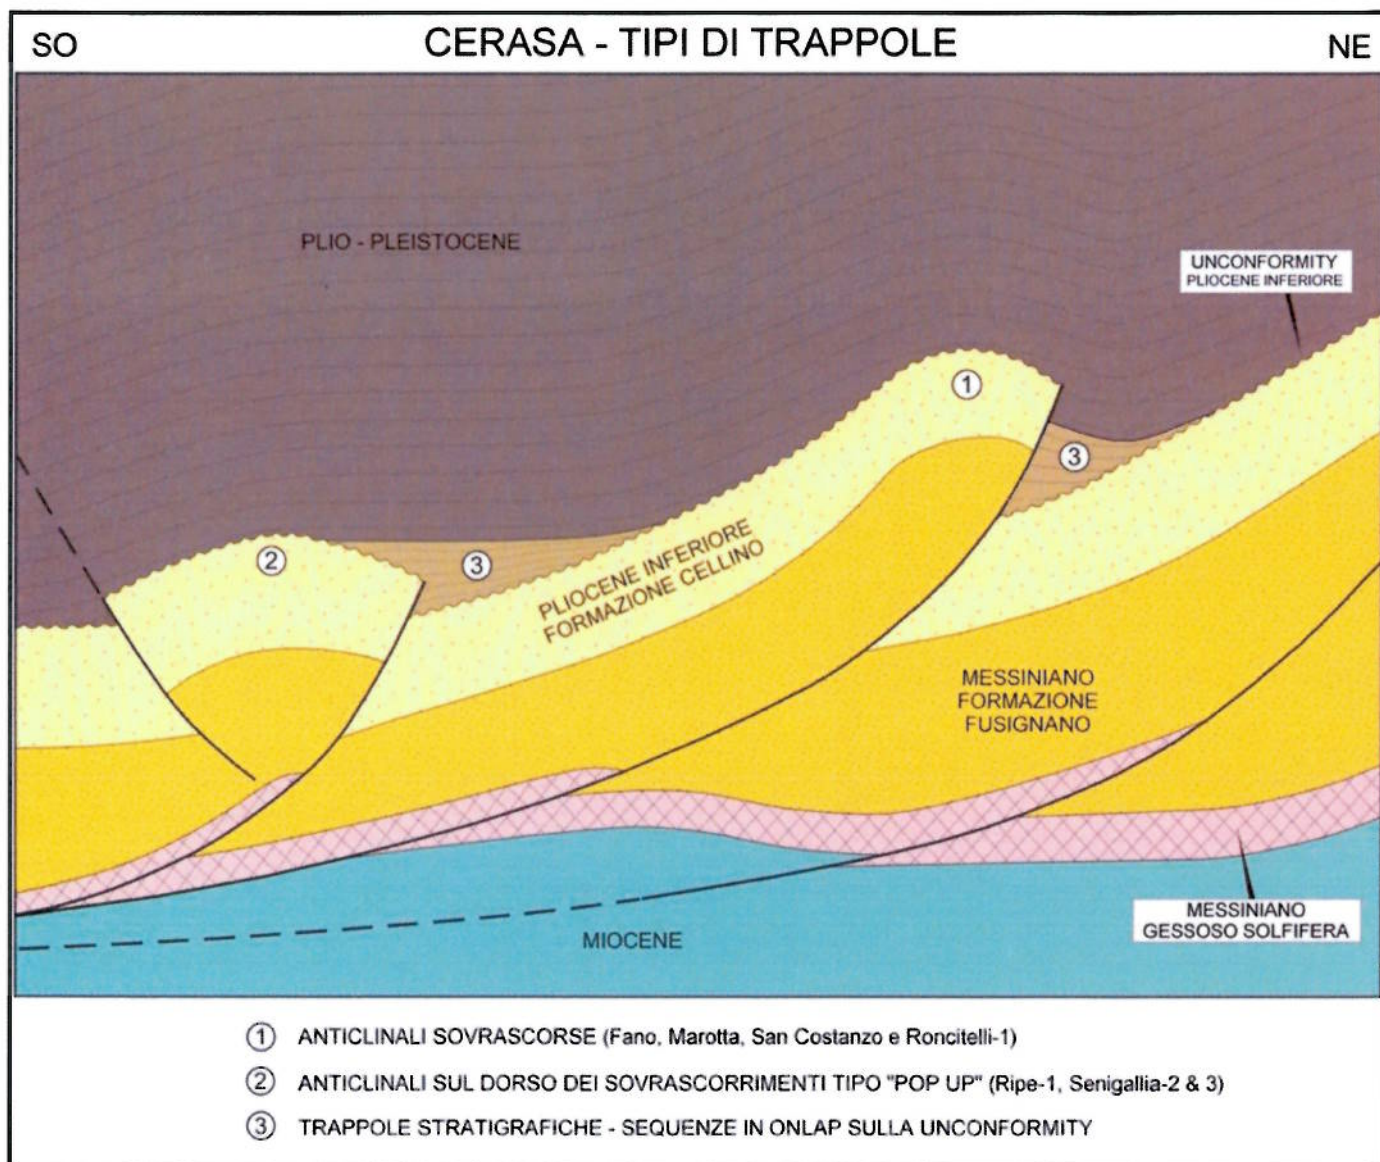 SO
CERASA - TIPI DI TRAPPOLE
NE
PLIO - PLEISTOCENE
UNCONFORMITY
PLIOCENE INFERIORE
1
3
2
3
PLIOCENE INFERIORE
FORMAZIONE CELLINO
MESSINIANO
FORMAZIONE
FUSIGNANO
MESSINIANO
GESSOSO SOLFIFERA
MIOCENE
1 ANTICLINALI SOVRASCORSE (Fano, Marotta, San Costanzo e Roncitelli-1)
2 ANTICLINALI SUL DORSO DEI SOVRASCORRIMENTI TIPO "POP UP" (Ripe-1, Senigallia-2 & 3)
3 TRAPPOLE STRATIGRAFICHE - SEQUENZE IN ONLAP SULLA UNCONFORMITY